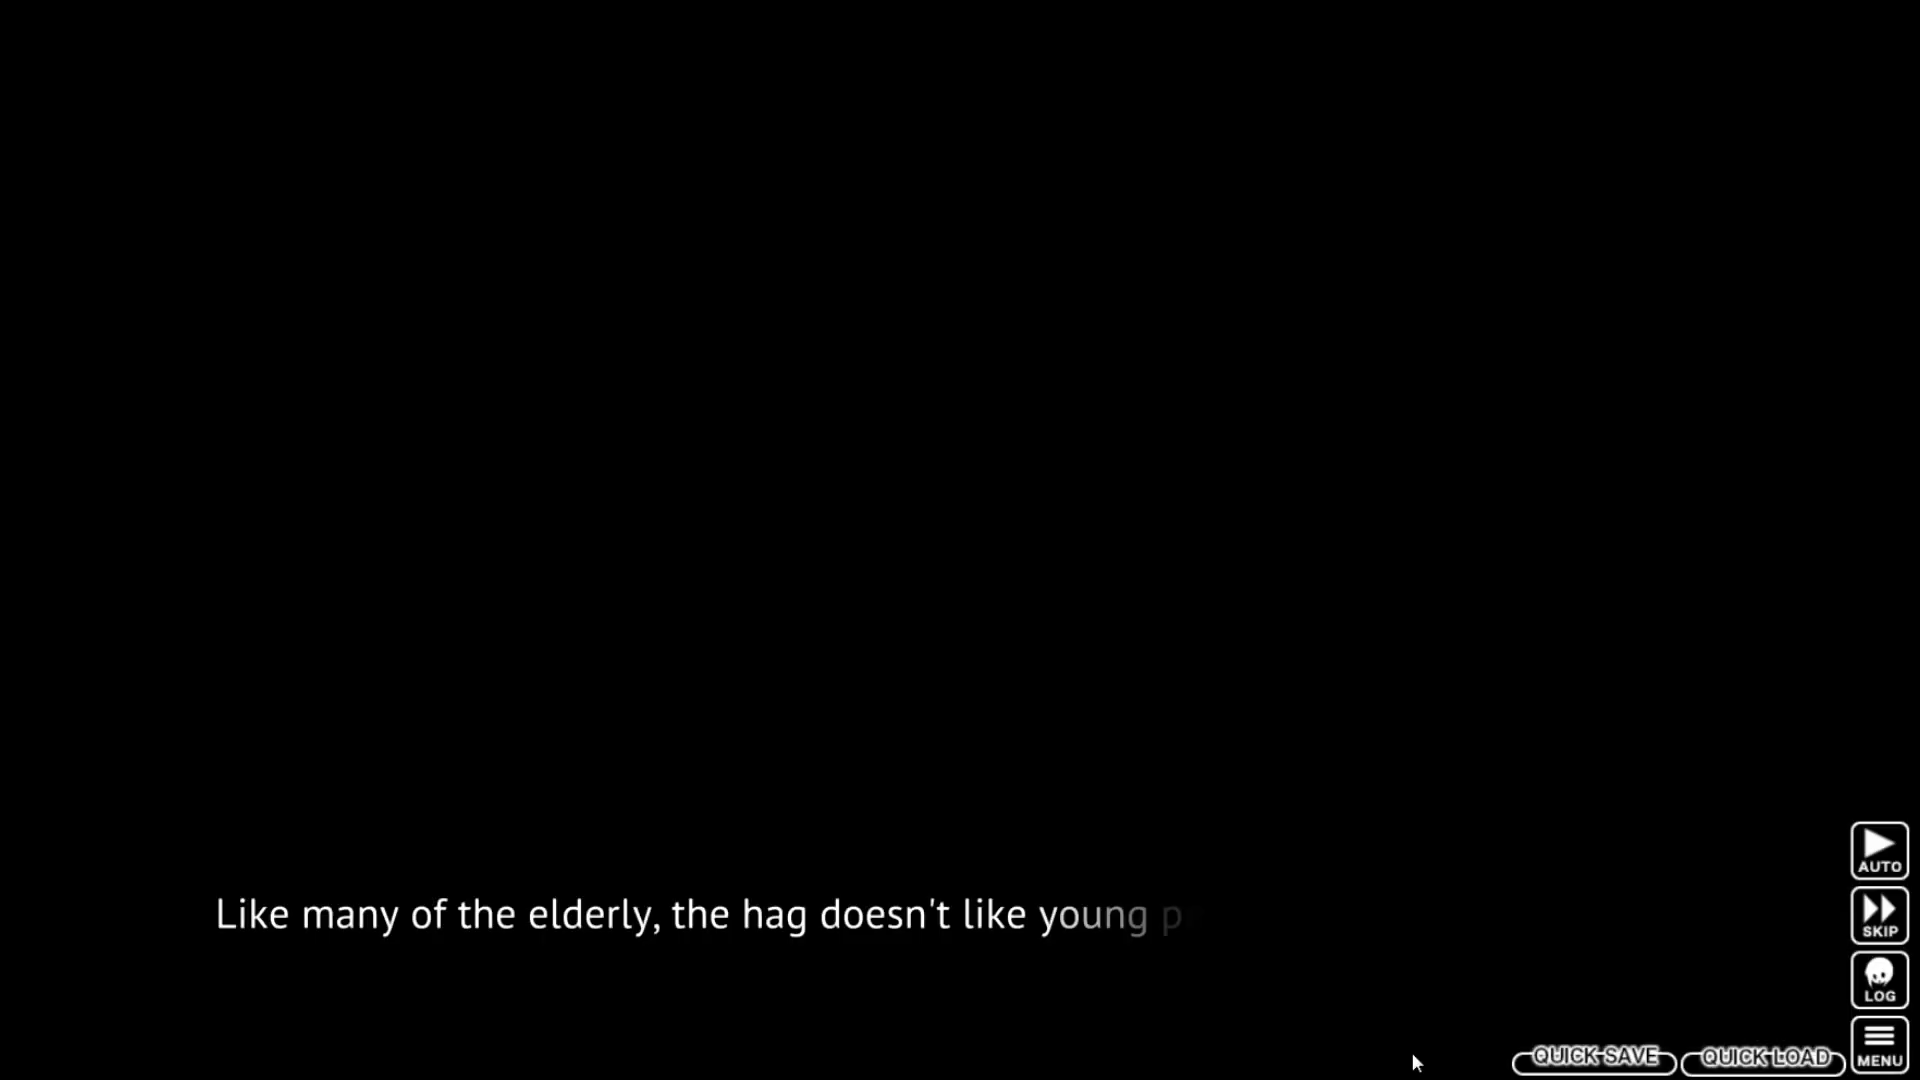 Like many of the elderly, the hag doesn't like young
AUTO
SKIP
LOG
QUICK SAVE
QUICK LOAD
MENU